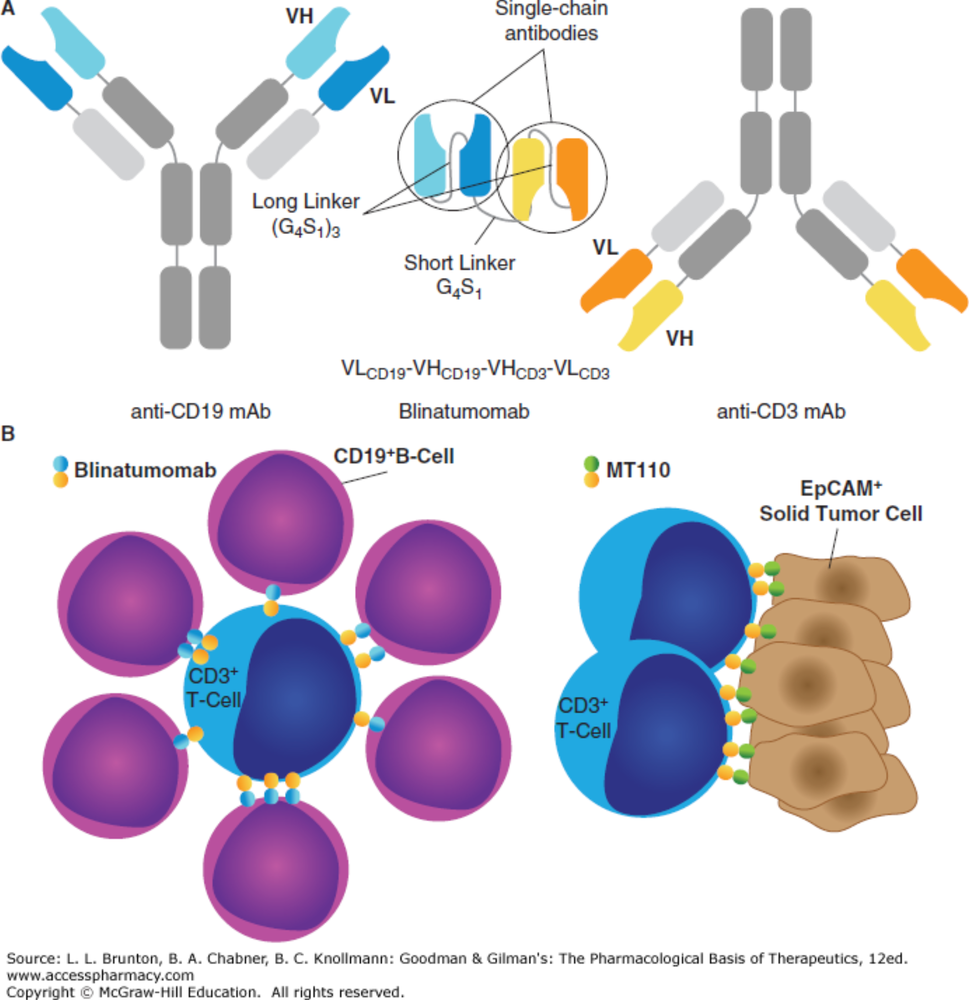 A
VH
VL
Single-chain
antibodies
Long Linker
(G4S1)3
Short Linker
G4S1
VL
VH
VLCD19-VHCD19-VHCD3-VLCD3
anti-CD19 mAb
Blinatumomab
anti-CD3 mAb
B
Blinatumomab
CD19+B-Cell
CD3+
T-Cell
MT110
EpCAM+
Solid Tumor Cell
CD3+
T-Cell
Source: L. L. Brunton, B. A. Chabner, B. C. Knollmann: Goodman & Gilman's: The Pharmacological Basis of Therapeutics, 12ed.
www.accesspharmacy.com
Copyright © McGraw-Hill Education. All rights reserved.